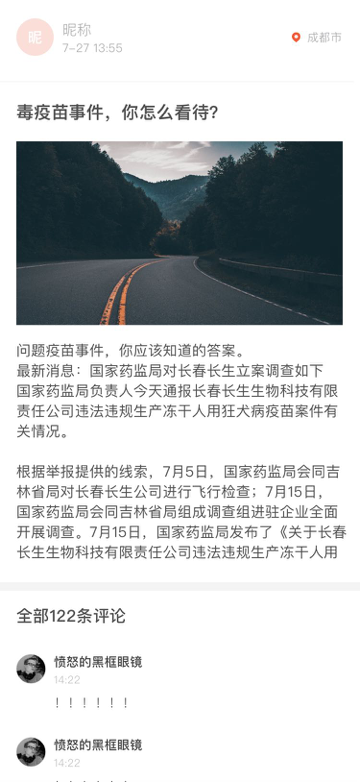 昵
昵称
7-27 13:55
成都市
毒疫苗事件，你怎么看待?
问题疫苗事件，你应该知道的答案。
最新消息：国家药监局对长春长生立案调查如下
国家药监局负责人今天通报长春长生生物科技有限
责任公司违法违规生产冻干人用狂犬病疫苗案件有
关情况。
根据举报提供的线索，7月5日，国家药监局会同吉
林省局对长春长生公司进行飞行检查；7月15日，
国家药监局会同吉林省局组成调查组进驻企业全面
开展调查。7月15日，国家药监局发布了《关于长春
长生生物科技有限责任公司违法违规生产冻干人用
全部122条评论
愤怒的黑框眼镜
14:22
！！！！！！
愤怒的黑框眼镜
14:22